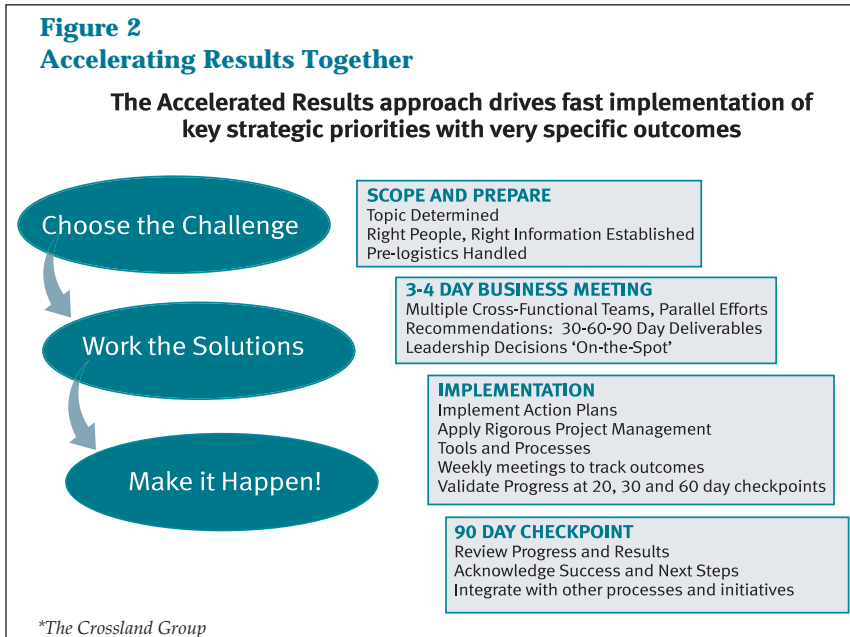 Figure 2
Accelerating Results Together
The Accelerated Results approach drives fast implementation of
key strategic priorities with very specific outcomes
Choose the Challenge
SCOPE AND PREPARE
Topic Determined
Right People, Right Information Established
Pre-logistics Handled
Work the Solutions
3-4 DAY BUSINESS MEETING
Multiple Cross-Functional Teams, Parallel Efforts
Recommendations: 30-60-90 Day Deliverables
Leadership Decisions ‘On-the-Spot’
Make it Happen!
IMPLEMENTATION
Implement Action Plans
Apply Rigorous Project Management
Tools and Processes
Weekly meetings to track outcomes
Validate Progress at 20, 30 and 60 day checkpoints
90 DAY CHECKPOINT
Review Progress and Results
Acknowledge Success and Next Steps
Integrate with other processes and initiatives
*The Crossland Group